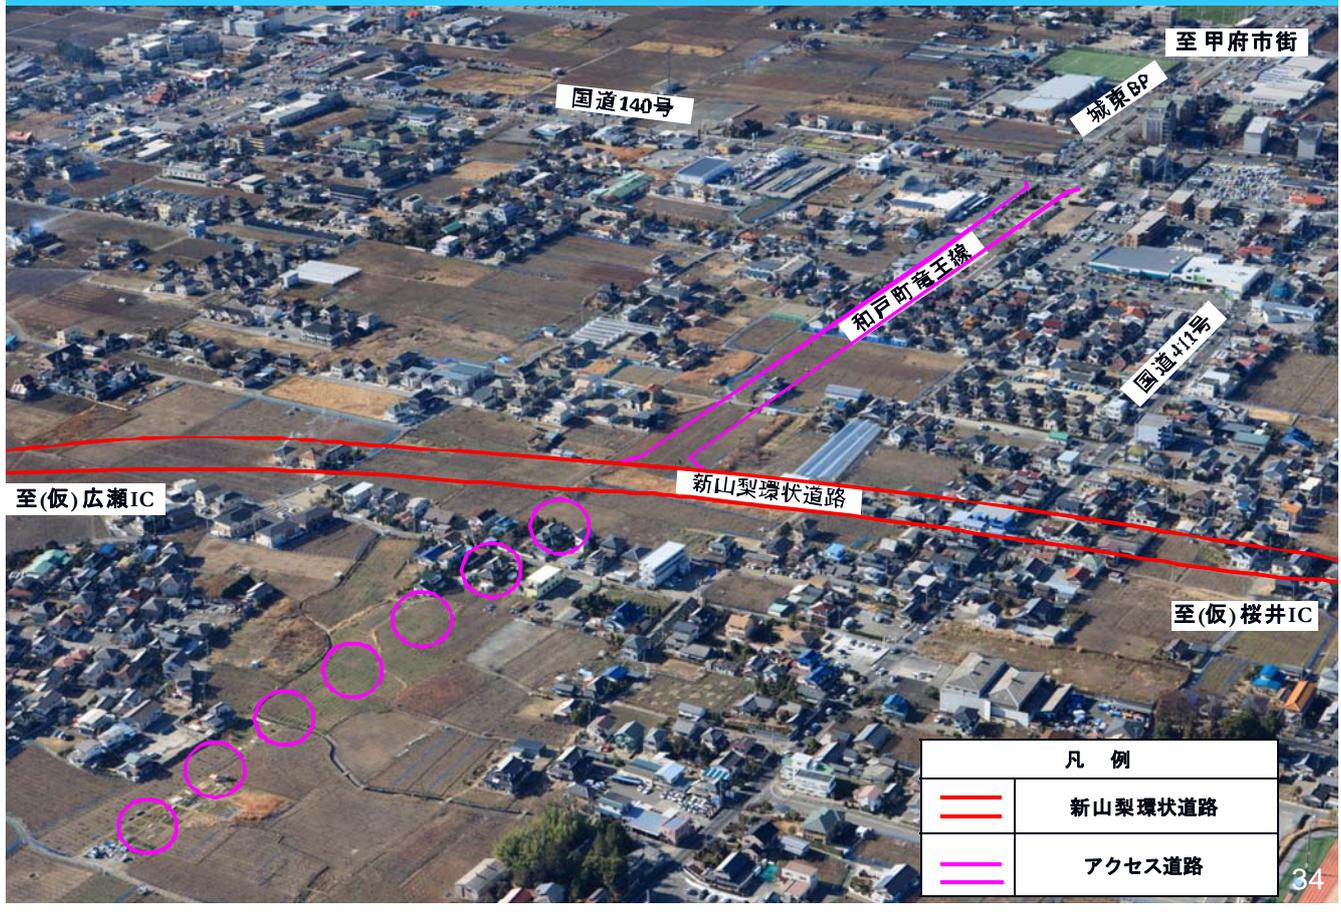 至 甲府市街
城東BP
国道140号
和戸町竜王線
国道411号
新山梨環状道路
至(仮)広瀬IC
至(仮)桜井IC
凡 例
新山梨環状道路
アクセス道路
34